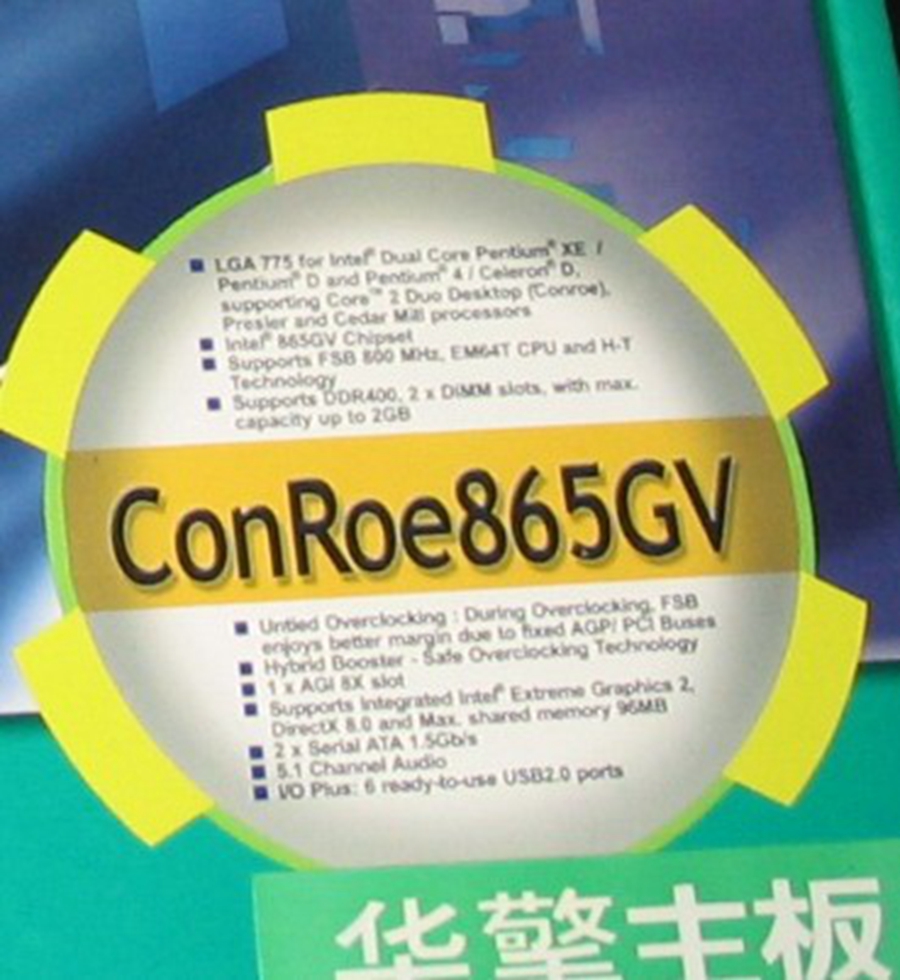 ■ LGA 775 for Intel® Dual Core Pentium® XE /
Pentium® D and Pentium® 4 / Celeron® D,
supporting Core™ 2 Duo Desktop (Conroe),
Presler and Cedar Mill processors
■ Intel® 865GV Chipset
■ Supports FSB 800 MHz, EM64T CPU and H-T
Technology
■ Supports DDR400, 2 x DIMM slots, with max.
capacity up to 2GB
ConRoe865GV
■ Untied Overclocking : During Overclocking, FSB
enjoys better margin due to fixed AGP/ PCI Buses
■ Hybrid Booster - Safe Overclocking Technology
■ 1 x AGI 8X slot
■ Supports Integrated Intel® Extreme Graphics 2,
DirectX 8.0 and Max. shared memory 96MB
■ 2 x Serial ATA 1.5Gb/s
■ 5.1 Channel Audio
■ I/O Plus: 6 ready-to-use USB2.0 ports
华擎主板